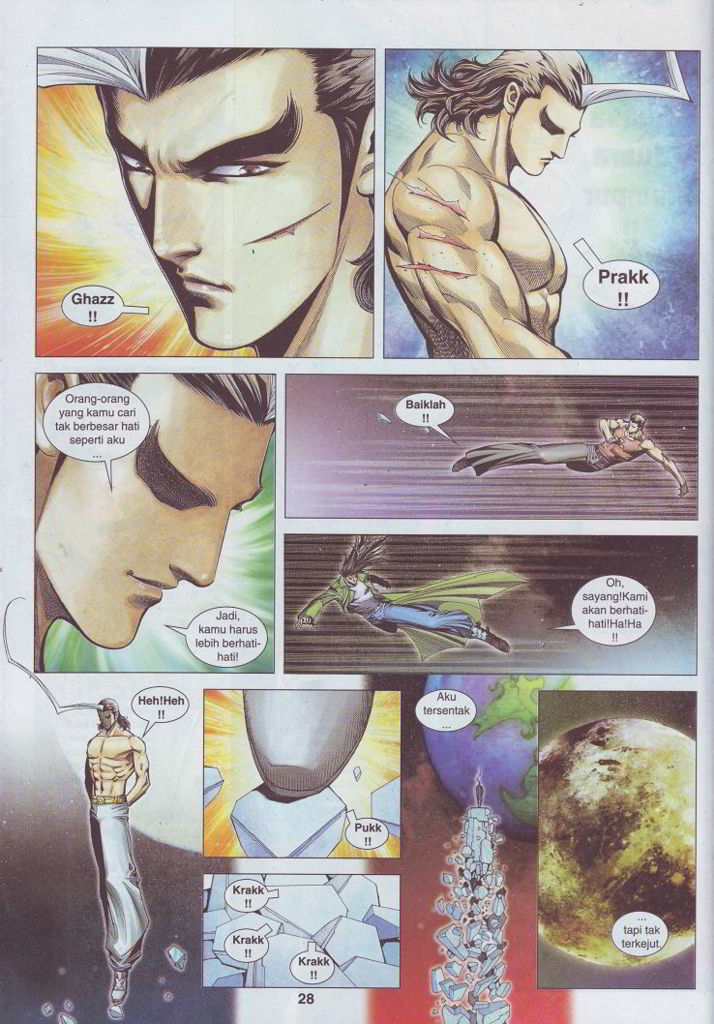 Ghazz
!!
Prakk
!!
Orang-orang
yang kamu cari
tak berbesar hati
seperti aku
...
Jadi,
kamu harus
lebih berhati-
hati!
Baiklah
!!
Oh,
sayang!Kami
akan berhati-
hati!Ha!Ha
!!
Heh!Heh
!!
Pukk
!!
Krakk
!!
Krakk
!!
Krakk
!!
Aku
tersentak
...
...
tapi tak
terkejut.
28